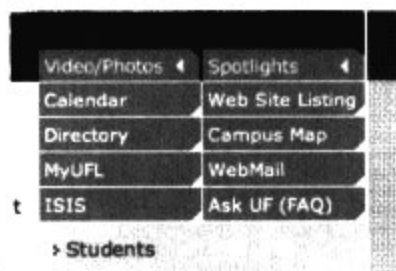 Video/Photos Spotlights
Calendar Web Site Listing
Directory Campus Map
MyUFL WebMail
t ISIS Ask UF (FAQ)
› Students